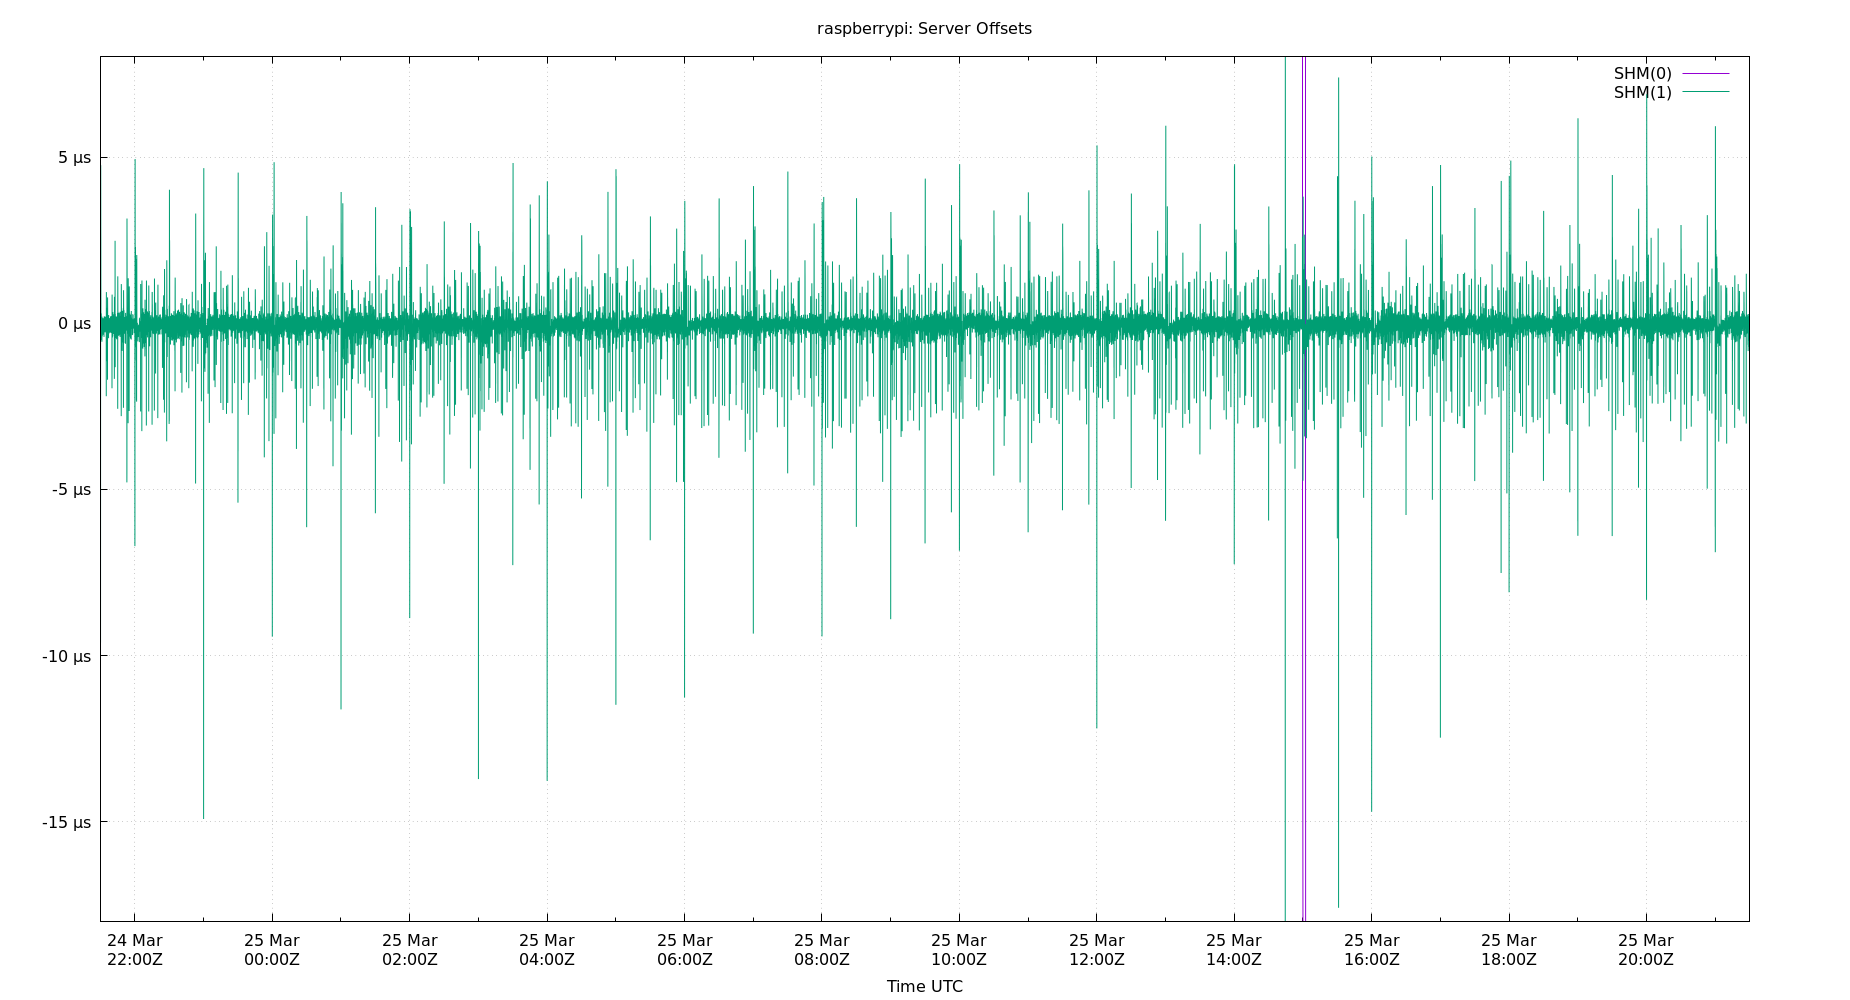 raspberrypi: Server Offsets
SHM(0)
SHM(1)
5 µs
0 µs
-5 µs
-10 µs
-15 µs
24 Mar 25 Mar 25 Mar 25 Mar 25 Mar 25 Mar 25 Mar 25 Mar 25 Mar 25 Mar 25 Mar 25 Mar
22:00Z 00:00Z 02:00Z 04:00Z 06:00Z 08:00Z 10:00Z 12:00Z 14:00Z 16:00Z 18:00Z 20:00Z
Time UTC